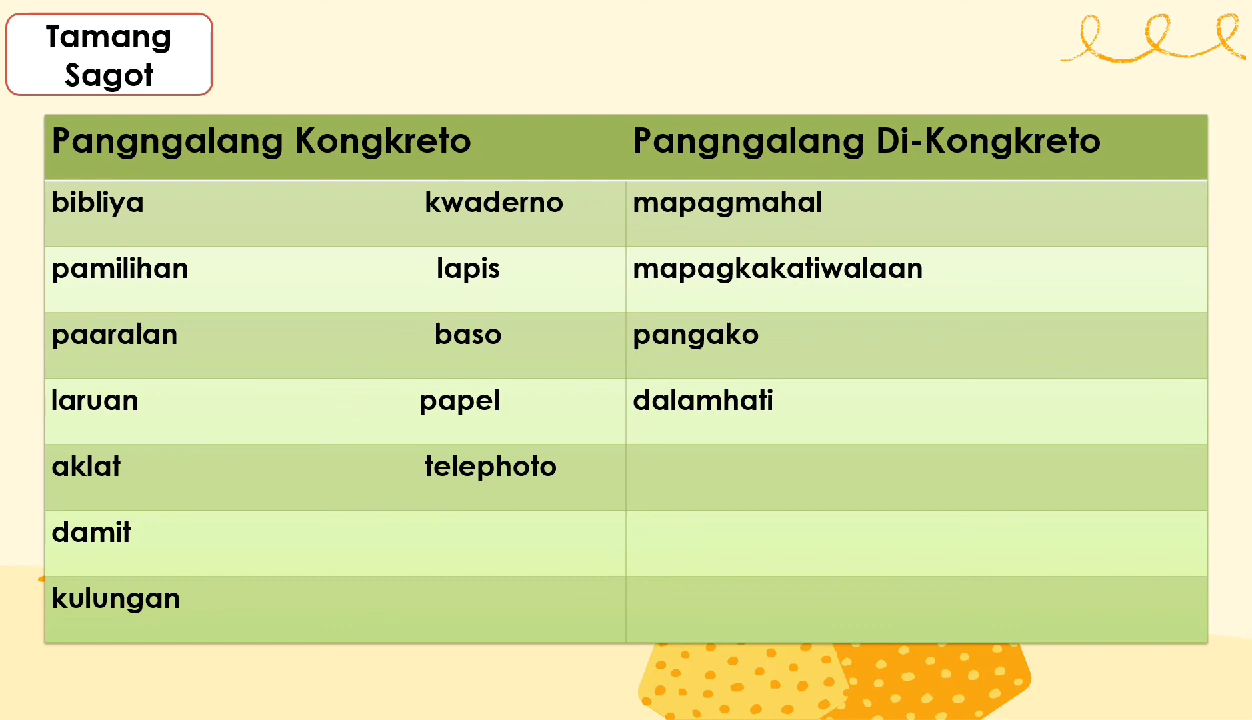 Tamang
Sagot
Pangngalang Kongkreto Pangngalang Di-Kongkreto
bibliya kwaderno mapagmahal
pamilihan lapis mapagkakatiwalaan
paaralan baso pangako
laruan papel dalamhati
aklat telephoto
damit
kulungan